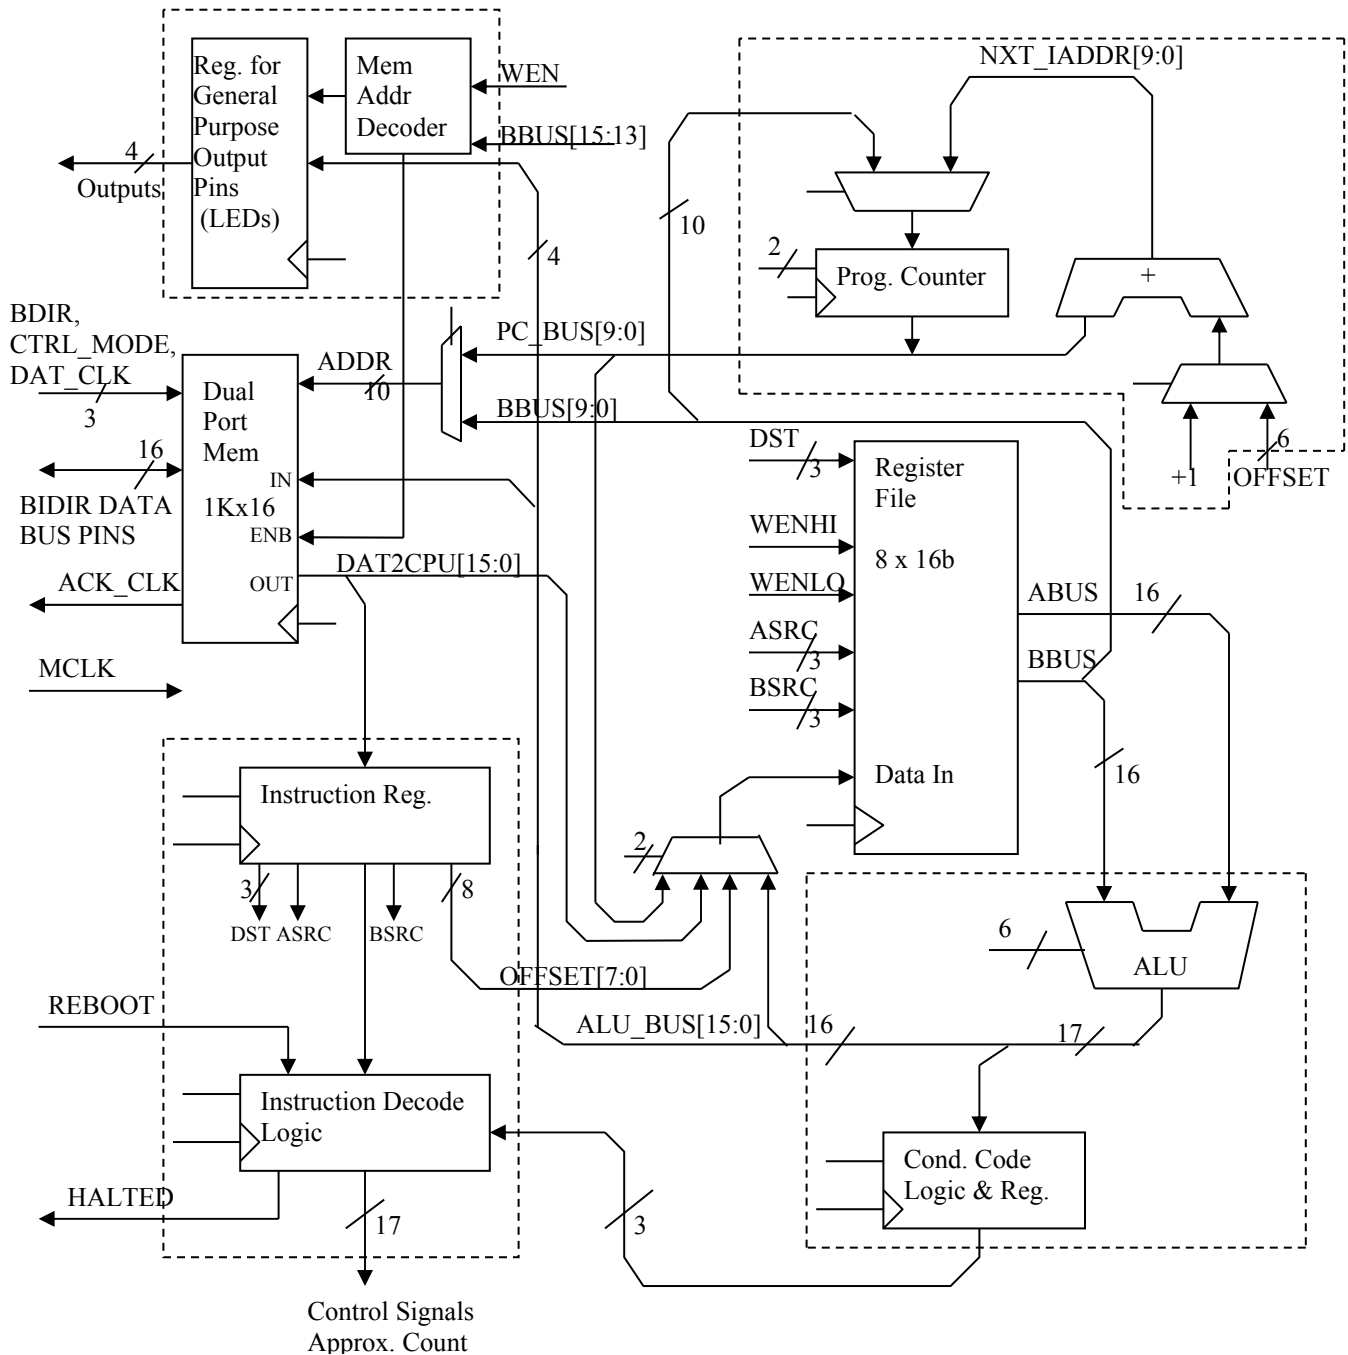 Reg. for
General
Purpose
Output
Pins
(LEDs)
Mem
Addr
Decoder
WEN
BBUS[15:13]
4
Outputs
4
NXT_IADDR[9:0]
10
2
Prog. Counter
+
+1
6
OFFSET
BDIR,
CTRL_MODE,
DAT_CLK
3
16
BIDIR DATA
BUS PINS
ACK_CLK
MCLK
Dual
Port
Mem
1Kx16
IN
ENB
OUT
ADDR
10
PC_BUS[9:0]
BBUS[9:0]
DAT2CPU[15:0]
DST
3
WENHI
WENLO
ASRC
3
BSRC
3
Register
File
8 x 16b
Data In
ABUS
16
BBUS
16
Instruction Reg.
3
8
DST ASRC
BSRC
2
OFFSET[7:0]
ALU_BUS[15:0]
16
17
6
ALU
REBOOT
Instruction Decode
Logic
HALTED
17
3
Cond. Code
Logic & Reg.
Control Signals
Approx. Count